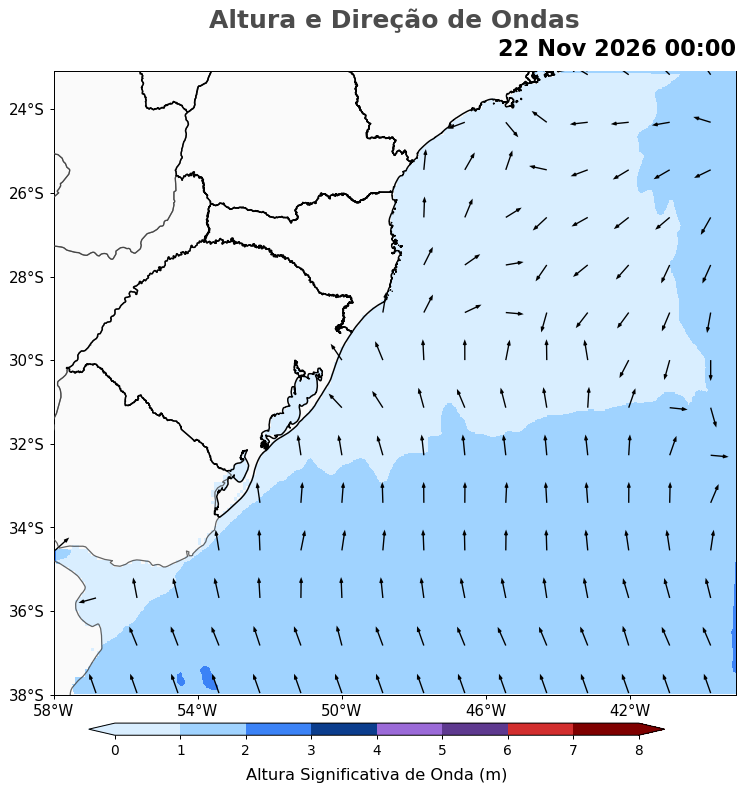 Altura e Direção de Ondas
22 Nov 2026 00:00
24°S
26°S
28°S
30°S
32°S
34°S
36°S
38°S
58°W 54°W 50°W 46°W 42°W
0 1 2 3 4 5 6 7 8
Altura Significativa de Onda (m)